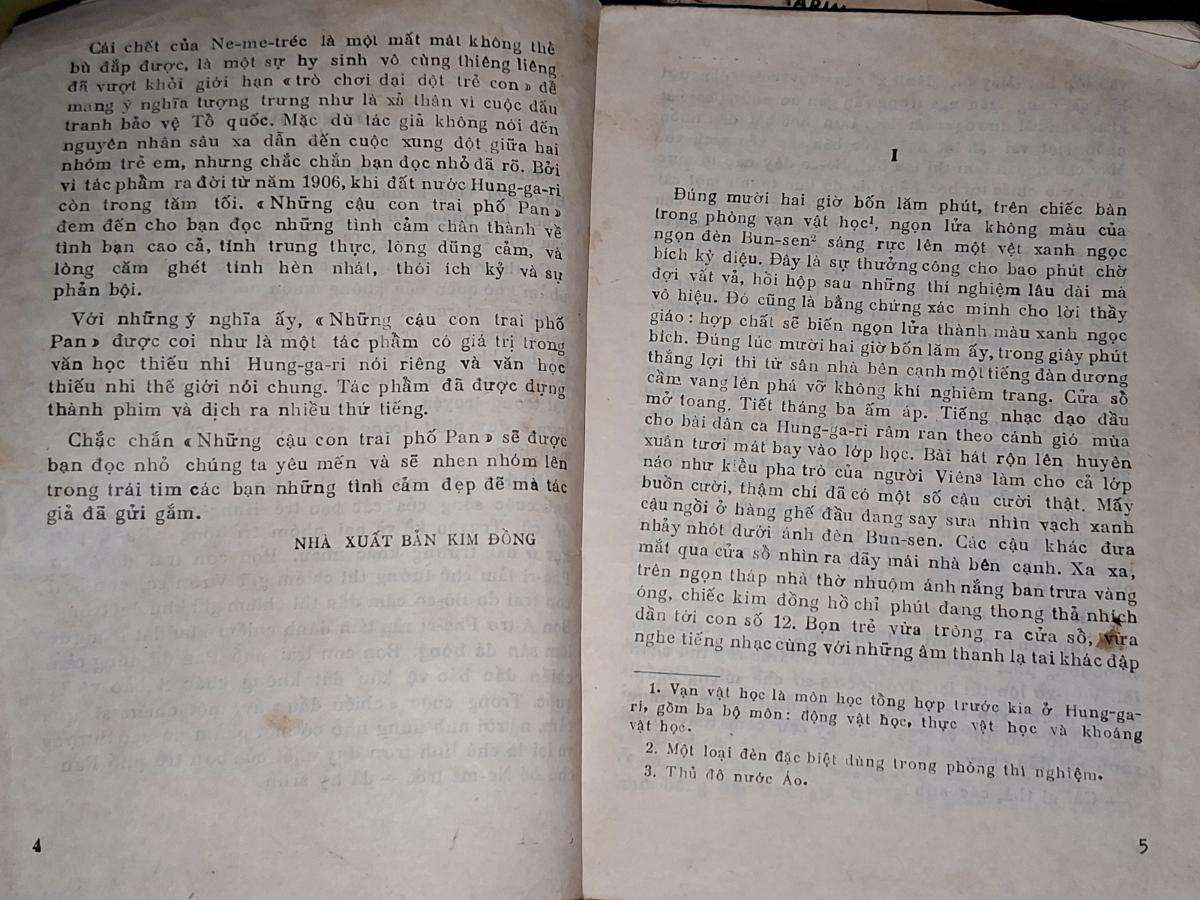 Cái chết của Ne-me-tréc là một mất mát không thể
bù đắp được, là một sự hy sinh vô cùng thiêng liêng
đã vượt khỏi giới hạn «trò chơi dại dột trẻ con» để
mang ý nghĩa tượng trưng như là xả thân vì cuộc đấu
tranh bảo vệ Tổ quốc. Mặc dù tác giả không nói đến
nguyên nhân sâu xa dẫn đến cuộc xung đột giữa hai
nhóm trẻ em, nhưng chắc chắn bạn đọc nhỏ đã rõ. Bởi
vì tác phẩm ra đời từ năm 1906, khi đất nước Hung-ga-ri
còn trong tăm tối. «Những cậu con trai phố Pan»
đem đến cho bạn đọc những tình cảm chân thành về
tình bạn cao cả, tính trung thực, lòng dũng cảm, và
lòng căm ghét tính hèn nhát, thói ích kỷ và sự
phản bội.
Với những ý nghĩa ấy, «Những cậu con trai phố
Pan» được coi như là một tác phẩm có giá trị trong
văn học thiếu nhi Hung-ga-ri nói riêng và văn học
thiếu nhi thế giới nói chung. Tác phẩm đã được dựng
thành phim và dịch ra nhiều thứ tiếng.
Chắc chắn «Những cậu con trai phố Pan» sẽ được
bạn đọc nhỏ chúng ta yêu mến và sẽ nhen nhóm lên
trong trái tim các bạn những tình cảm đẹp đẽ mà tác
giả đã gửi gắm.
NHÀ XUẤT BẢN KIM ĐỒNG
4
I
Đúng mười hai giờ bốn lăm phút, trên chiếc bàn
trong phòng vạn vật học¹, ngọn lửa không màu của
ngọn đèn Bun-sen² sáng rực lên một vệt xanh ngọc
bích kỳ diệu. Đây là sự thưởng công cho bao phút chờ
đợi vất vả, hồi hộp sau những thí nghiệm lâu dài mà
vô hiệu. Đó cũng là bằng chứng xác minh cho lời thầy
giáo: hợp chất sẽ biến ngọn lửa thành màu xanh ngọc
bích. Đúng lúc mười hai giờ bốn lăm ấy, trong giây phút
thắng lợi thì từ sân nhà bên cạnh một tiếng đàn dương
cầm vang lên phá vỡ không khí nghiêm trang. Cửa sổ
mở toang. Tiết tháng ba ấm áp. Tiếng nhạc dạo đầu
cho bài dân ca Hung-ga-ri râm ran theo cánh gió mùa
xuân tươi mát bay vào lớp học. Bài hát rộn lên huyên
náo như kiểu pha trò của người Viên³ làm cho cả lớp
buồn cười, thậm chí đã có một số cậu cười thật. Mấy
cậu ngồi ở hàng ghế đầu đang say sưa nhìn vạch xanh
nhảy nhót dưới ánh đèn Bun-sen. Các cậu khác đưa
mắt qua cửa sổ nhìn ra dãy mái nhà bên cạnh. Xa xa,
trên ngọn tháp nhà thờ nhuộm ánh nắng ban trưa vàng
óng, chiếc kim đồng hồ chỉ phút đang thong thả nhích
dần tới con số 12. Bọn trẻ vừa trông ra cửa sổ, vừa
nghe tiếng nhạc cùng với những âm thanh lạ tai khác đập
1. Vạn vật học là môn học tổng hợp trước kia ở Hung-ga-
ri, gồm ba bộ môn: động vật học, thực vật học và khoáng
vật học.
2. Một loại đèn đặc biệt dùng trong phòng thí nghiệm.
3. Thủ đô nước Áo.
5